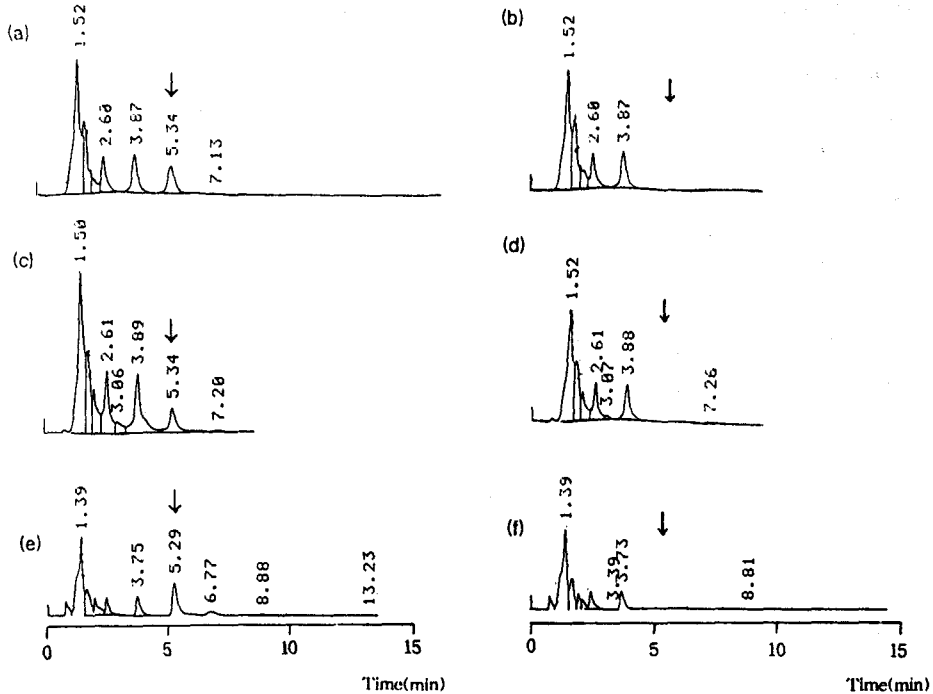 (a)
1.52
2.60
3.87
5.34
7.13
(b)
1.52
2.60
3.87
(c)
1.50
2.61
3.06
3.89
5.34
7.20
(d)
1.52
2.61
3.07
3.88
7.26
(e)
1.39
3.75
5.29
6.77
8.88
13.23
(f)
1.39
3.39
3.73
8.81
0 5 10 15
Time(min)
0 5 10 15
Time(min)